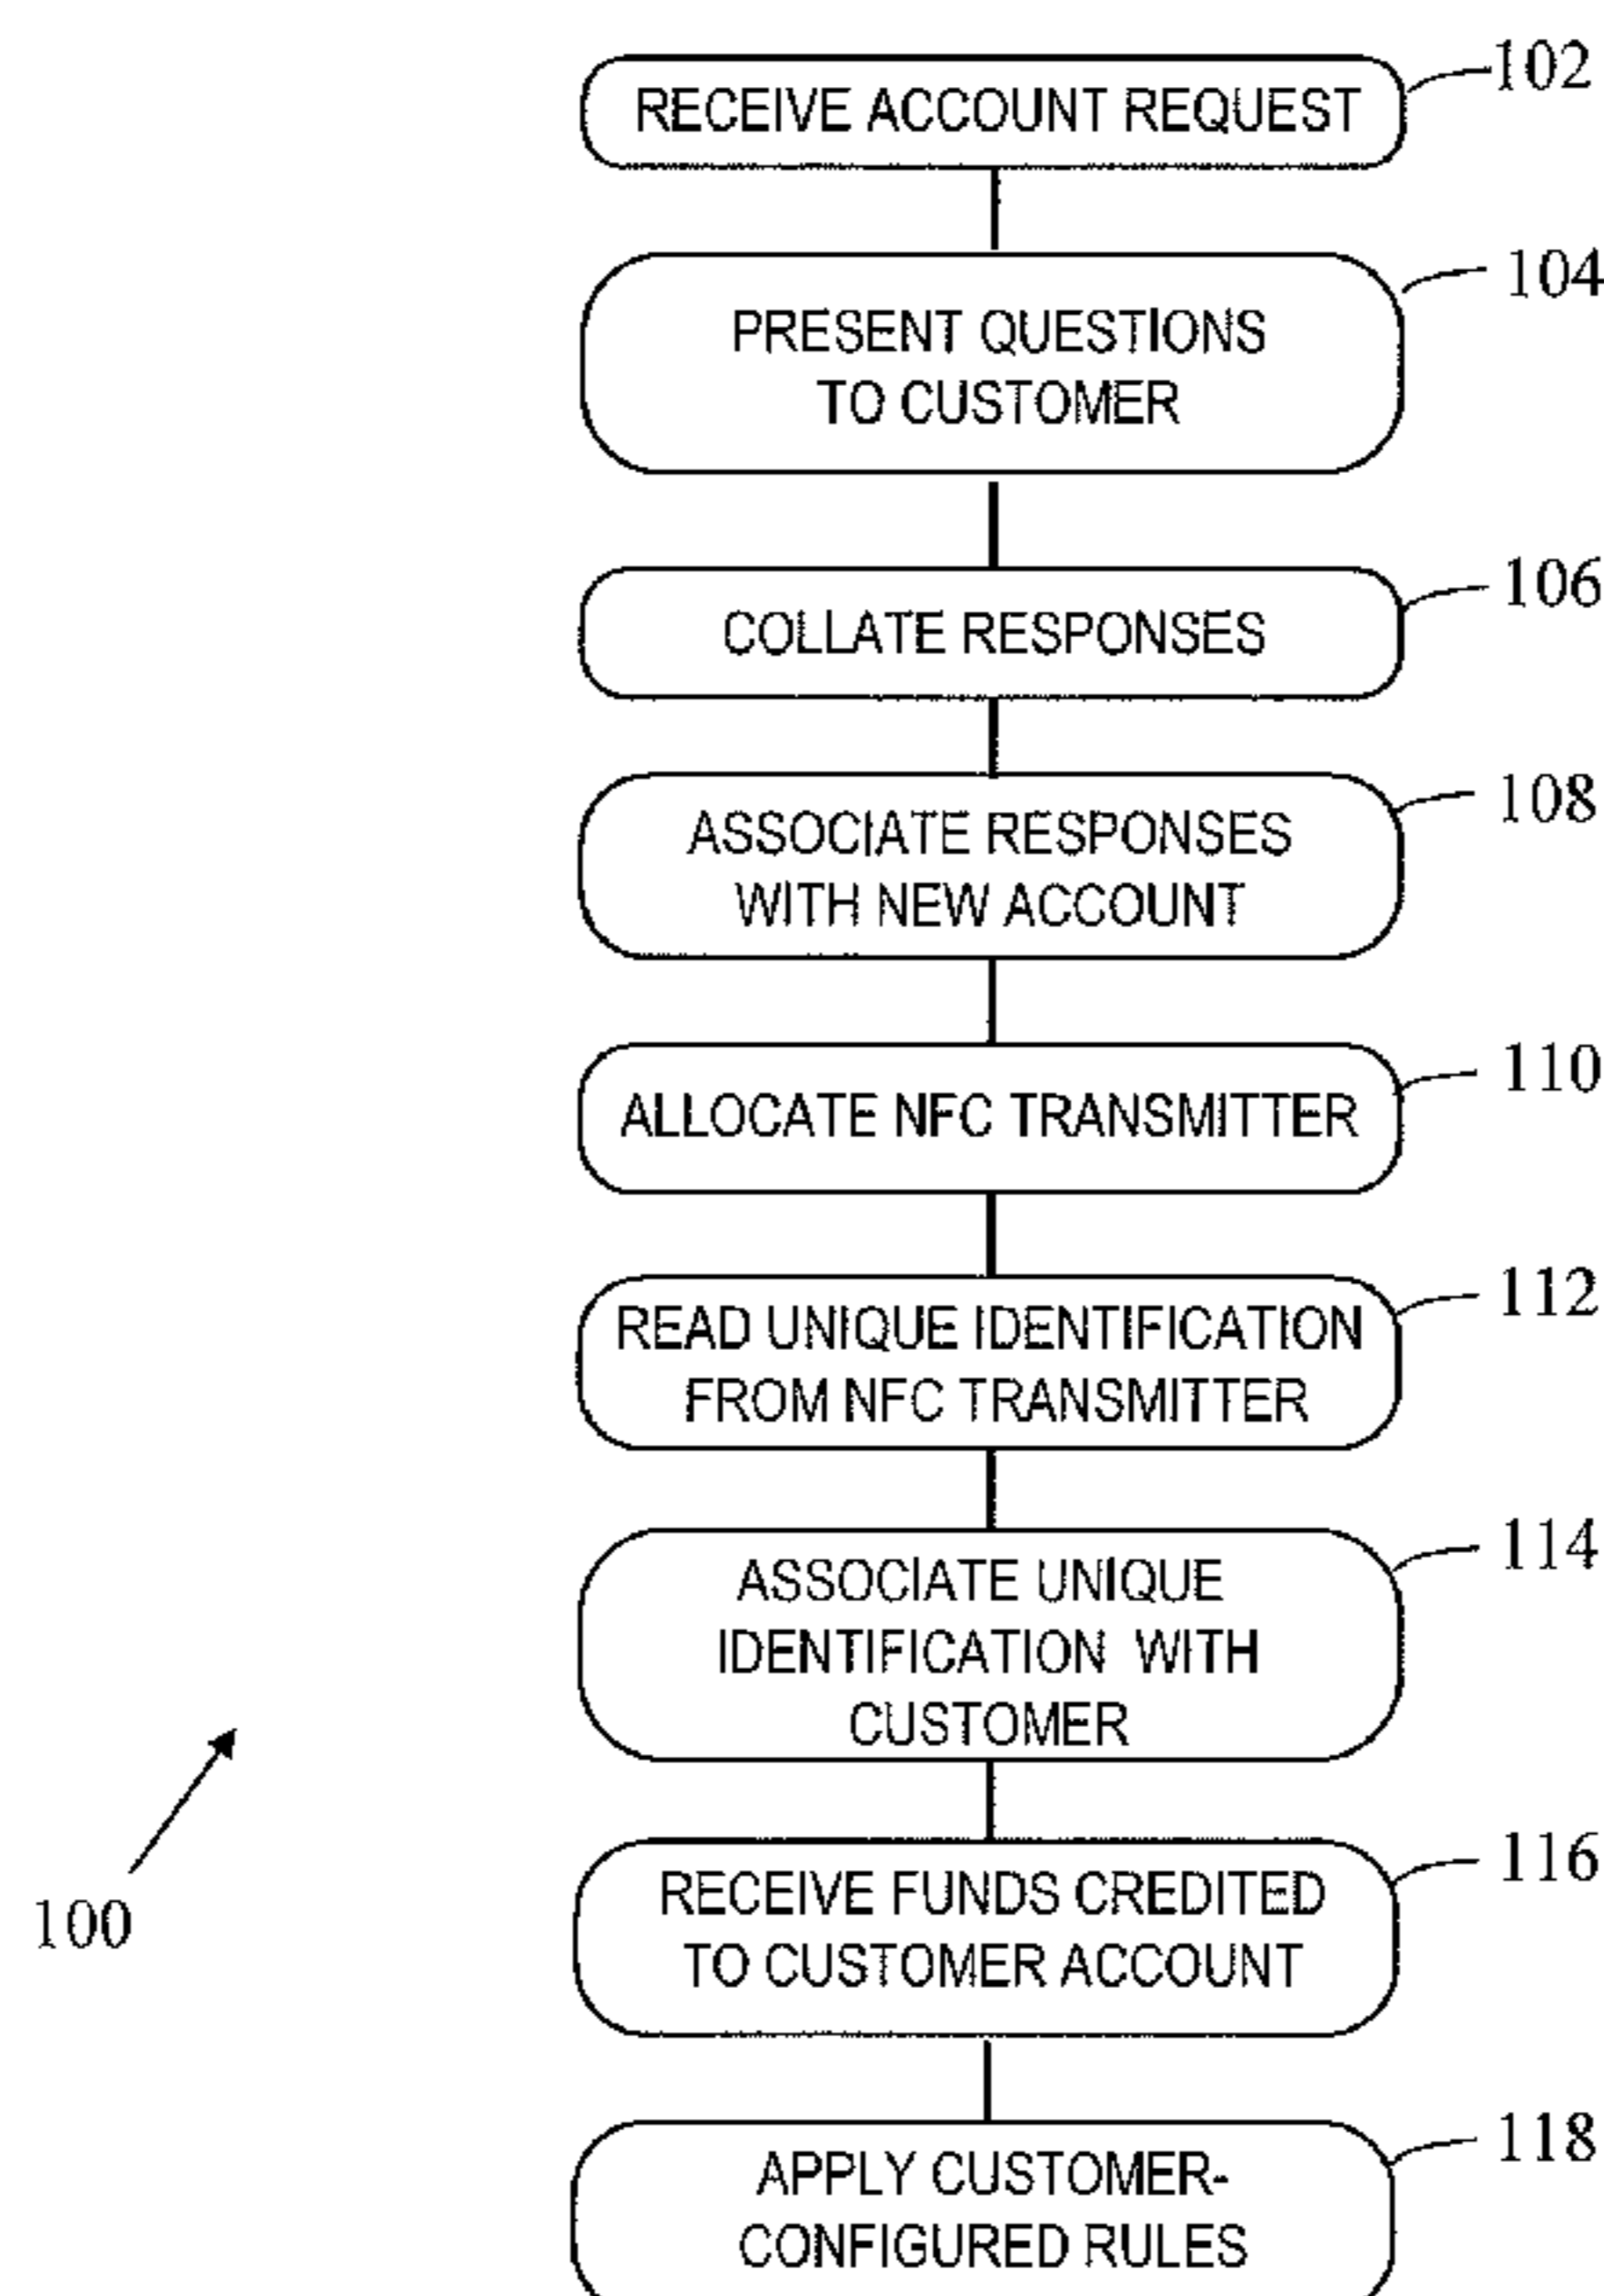 RECEIVE ACCOUNT REQUEST
102
PRESENT QUESTIONS
TO CUSTOMER
104
COLLATE RESPONSES
106
ASSOCIATE RESPONSES
WITH NEW ACCOUNT
108
ALLOCATE NFC TRANSMITTER
110
READ UNIQUE IDENTIFICATION
FROM NFC TRANSMITTER
112
ASSOCIATE UNIQUE
IDENTIFICATION WITH
CUSTOMER
114
RECEIVE FUNDS CREDITED
TO CUSTOMER ACCOUNT
116
100
APPLY CUSTOMER-
CONFIGURED RULES
118